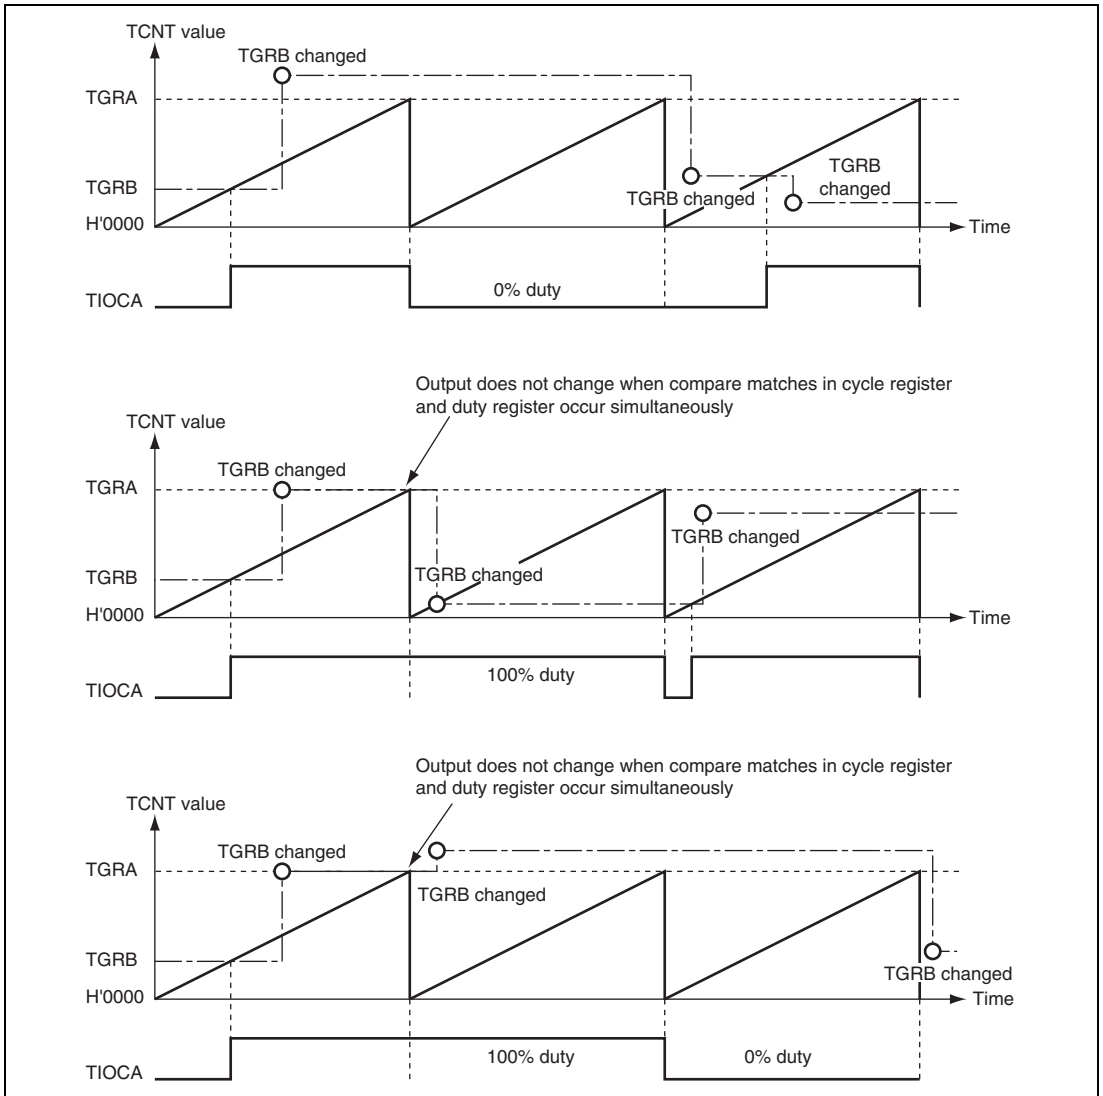 TCNT value
TGRB changed
TGRA
TGRB
changed
TGRB
TGRB changed
H'0000
Time
0% duty
TIOCA
Output does not change when compare matches in cycle register
and duty register occur simultaneously
TCNT value
TGRB changed
TGRA
TGRB changed
TGRB
TGRB changed
H'0000
Time
100% duty
TIOCA
Output does not change when compare matches in cycle register
and duty register occur simultaneously
TCNT value
TGRB changed
TGRA
TGRB changed
TGRB
TGRB changed
H'0000
Time
100% duty
0% duty
TIOCA